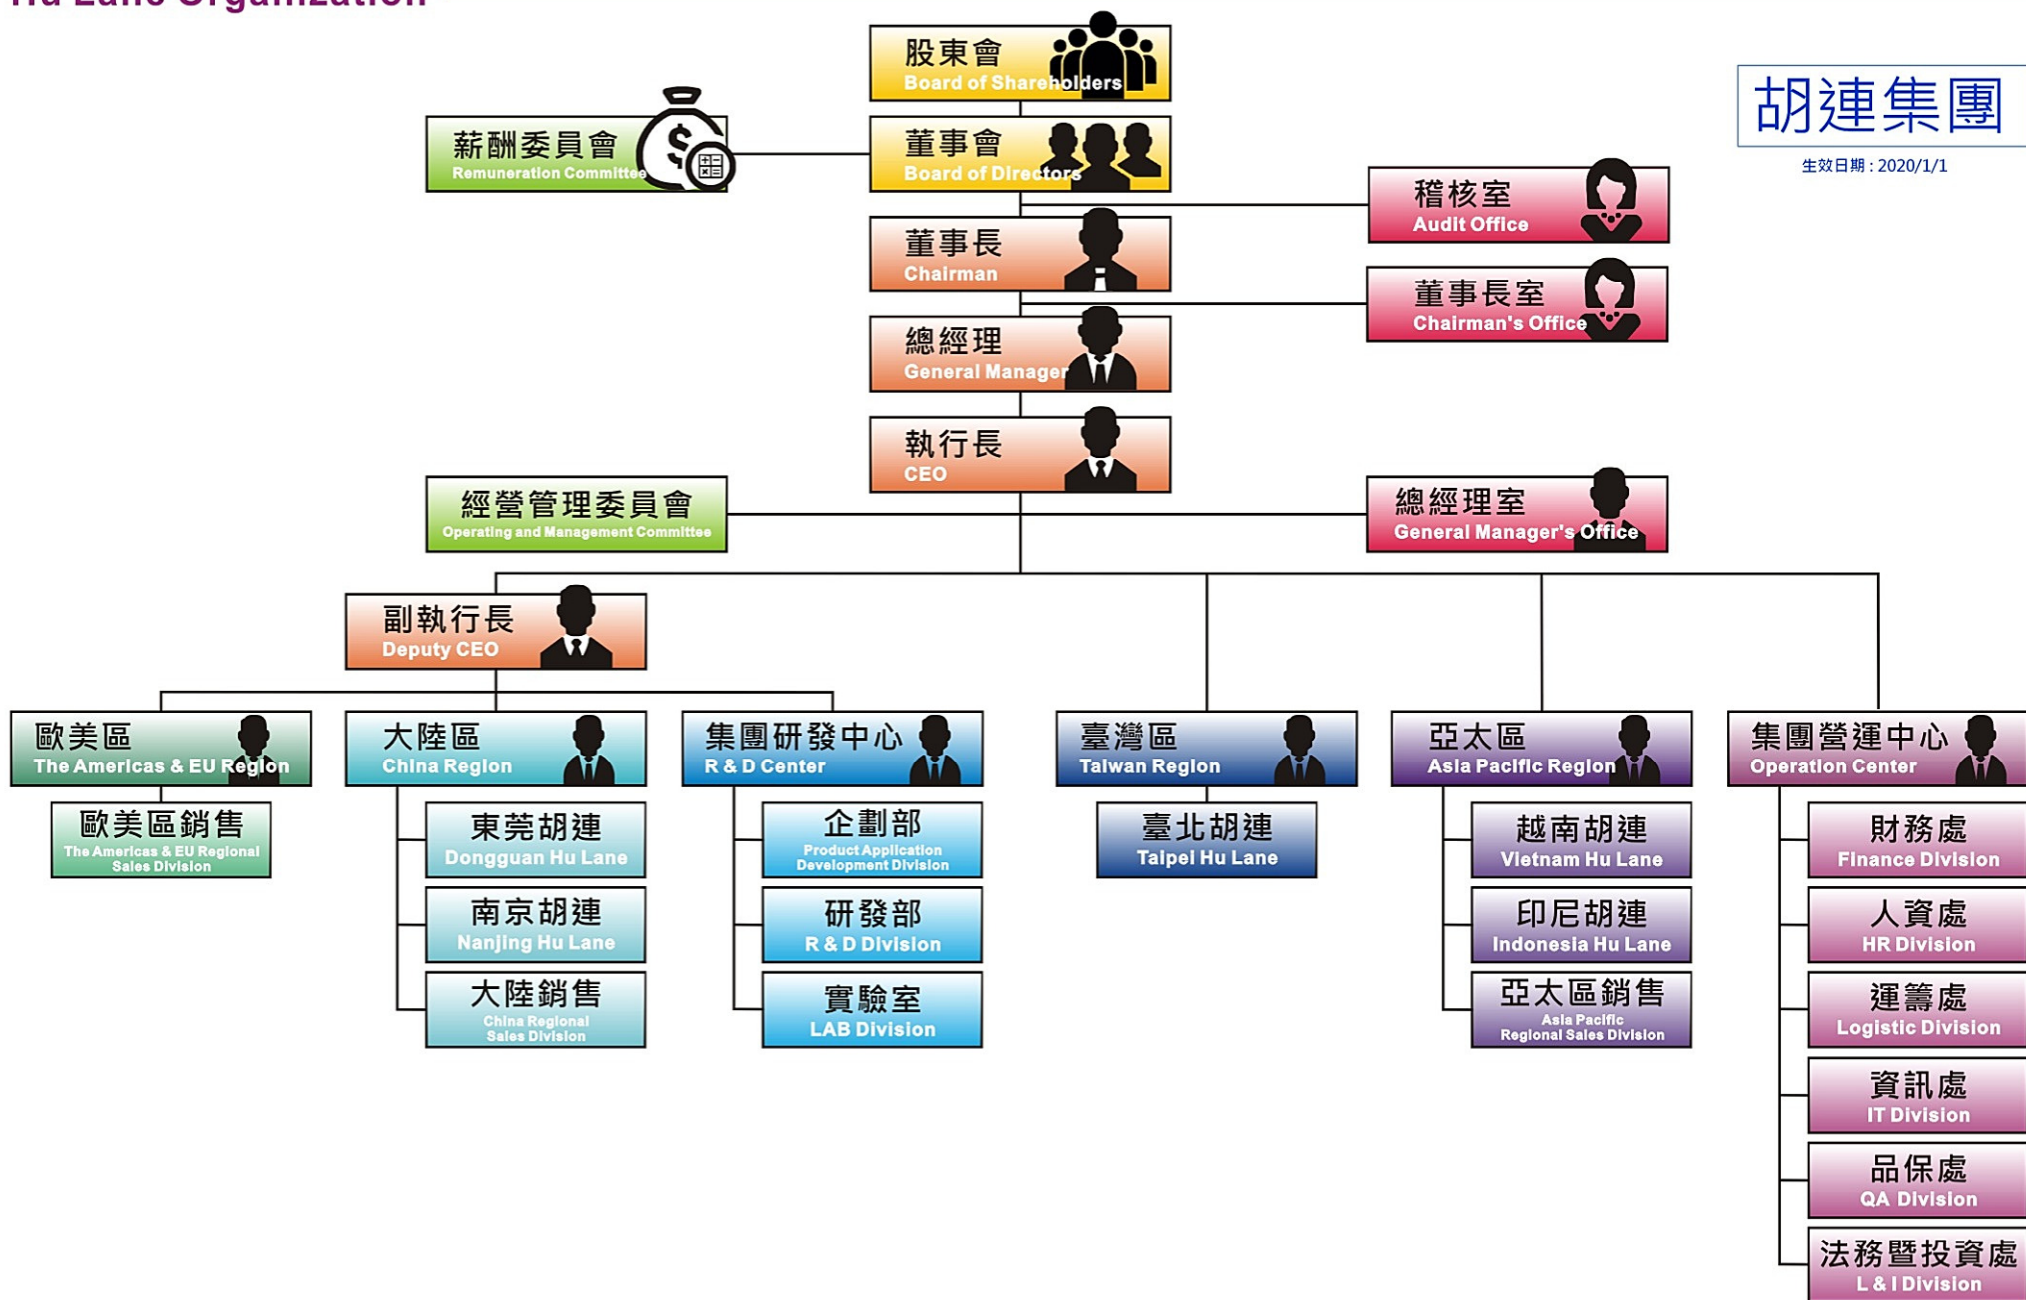 Hu Lane Organization
股東會
Board of Shareholders
胡連集團
生效日期 : 2020/1/1
薪酬委員會
Remuneration Committee
董事會
Board of Directors
稽核室
Audit Office
董事長
Chairman
董事長室
Chairman's Office
總經理
General Manager
執行長
CEO
經營管理委員會
Operating and Management Committee
總經理室
General Manager's Office
副執行長
Deputy CEO
歐美區
The Americas & EU Region
大陸區
China Region
集團研發中心
R & D Center
臺灣區
Taiwan Region
亞太區
Asia Pacific Region
集團營運中心
Operation Center
歐美區銷售
The Americas & EU Regional
Sales Division
東莞胡連
Dongguan Hu Lane
南京胡連
Nanjing Hu Lane
大陸銷售
China Regional
Sales Division
企劃部
Product Application
Development Division
研發部
R & D Division
實驗室
LAB Division
臺北胡連
Taipei Hu Lane
越南胡連
Vietnam Hu Lane
印尼胡連
Indonesia Hu Lane
亞太區銷售
Asia Pacific
Regional Sales Division
財務處
Finance Division
人資處
HR Division
運籌處
Logistic Division
資訊處
IT Division
品保處
QA Division
法務暨投資處
L & I Division